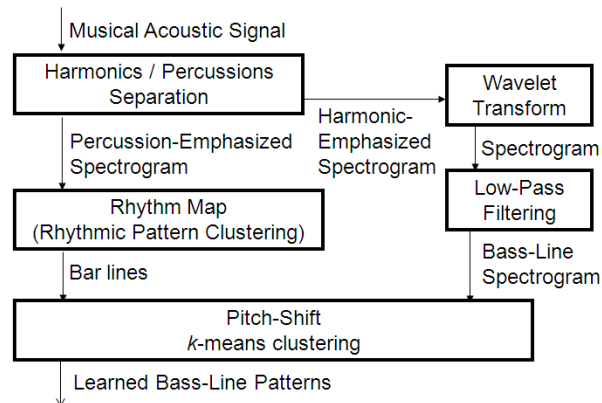 Musical Acoustic Signal
Harmonics / Percussions
Separation
Wavelet
Transform
Percussion-Emphasized
Spectrogram
Harmonic-
Emphasized
Spectrogram
Spectrogram
Rhythm Map
(Rhythmic Pattern Clustering)
Low-Pass
Filtering
Bar lines
Bass-Line
Spectrogram
Pitch-Shift
k-means clustering
Learned Bass-Line Patterns